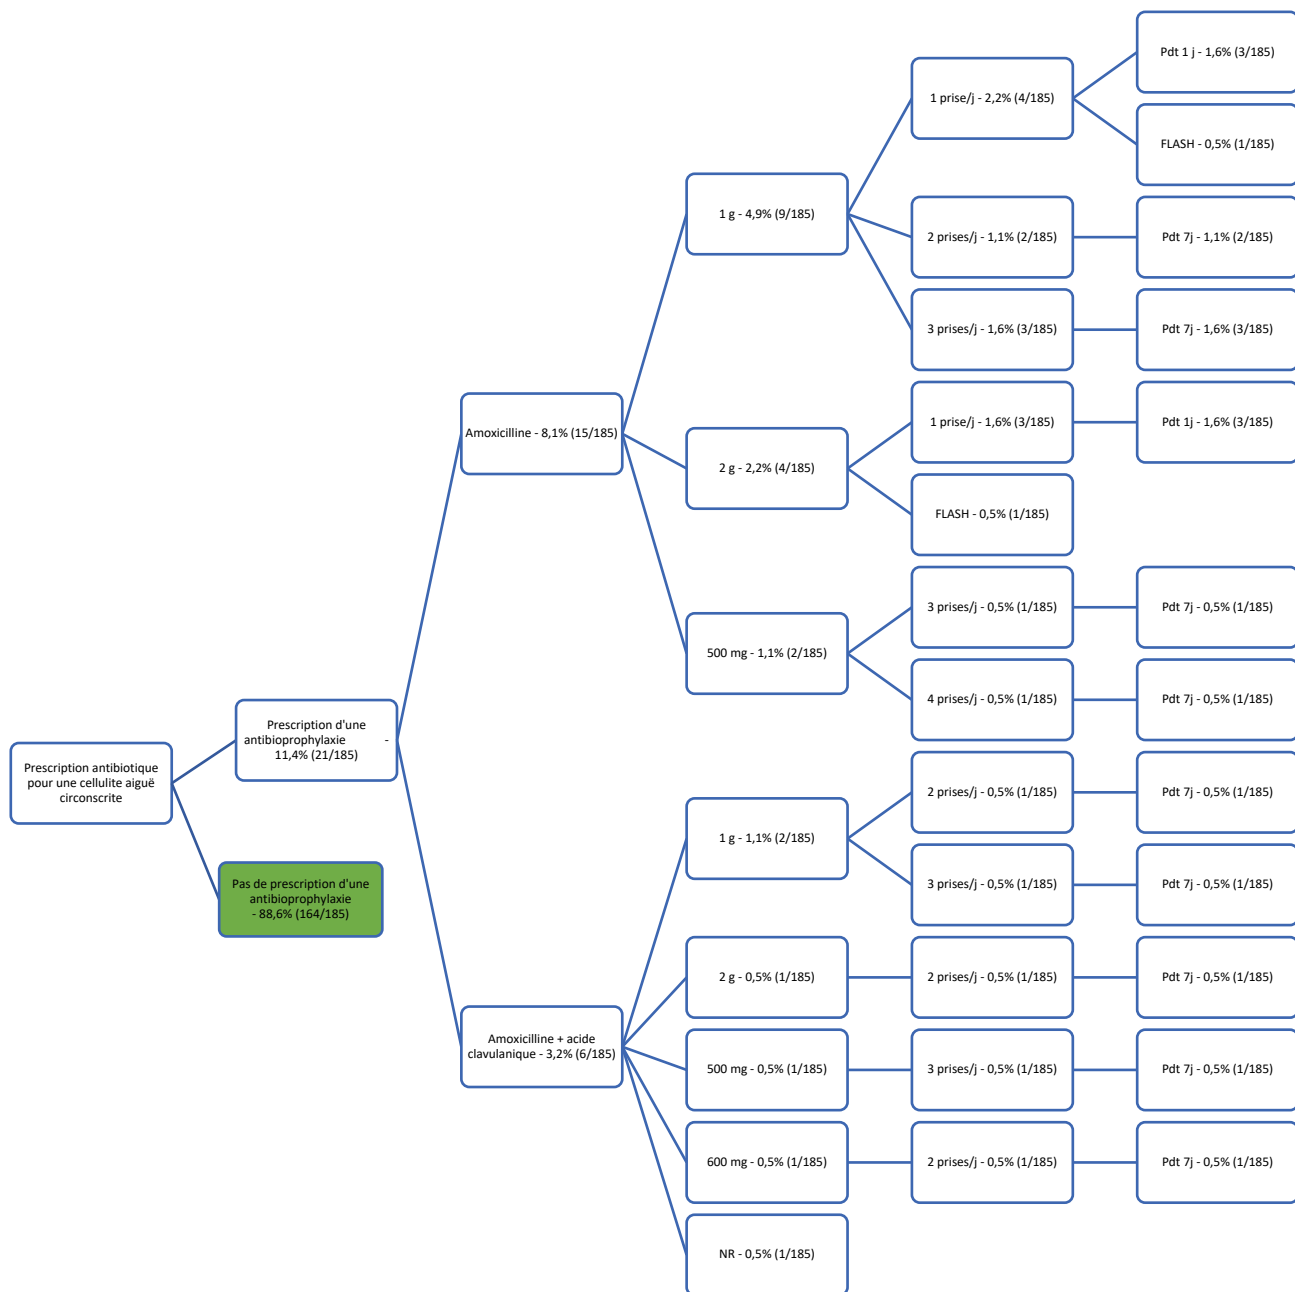 Prescription antibiotique
pour une cellulite aiguë
circonscrite
Prescription d'une
antibioprophylaxie -
11,4% (21/185)
Pas de prescription d'une
antibioprophylaxie
- 88,6% (164/185)
Amoxicilline - 8,1% (15/185)
1 g - 4,9% (9/185)
1 prise/j - 2,2% (4/185)
Pdt 1 j - 1,6% (3/185)
FLASH - 0,5% (1/185)
2 prises/j - 1,1% (2/185)
Pdt 7j - 1,1% (2/185)
3 prises/j - 1,6% (3/185)
Pdt 7j - 1,6% (3/185)
2 g - 2,2% (4/185)
1 prise/j - 1,6% (3/185)
Pdt 1j - 1,6% (3/185)
FLASH - 0,5% (1/185)
500 mg - 1,1% (2/185)
3 prises/j - 0,5% (1/185)
Pdt 7j - 0,5% (1/185)
4 prises/j - 0,5% (1/185)
Pdt 7j - 0,5% (1/185)
Amoxicilline + acide
clavulanique - 3,2% (6/185)
1 g - 1,1% (2/185)
2 prises/j - 0,5% (1/185)
Pdt 7j - 0,5% (1/185)
3 prises/j - 0,5% (1/185)
Pdt 7j - 0,5% (1/185)
2 g - 0,5% (1/185)
2 prises/j - 0,5% (1/185)
Pdt 7j - 0,5% (1/185)
500 mg - 0,5% (1/185)
3 prises/j - 0,5% (1/185)
Pdt 7j - 0,5% (1/185)
600 mg - 0,5% (1/185)
2 prises/j - 0,5% (1/185)
Pdt 7j - 0,5% (1/185)
NR - 0,5% (1/185)